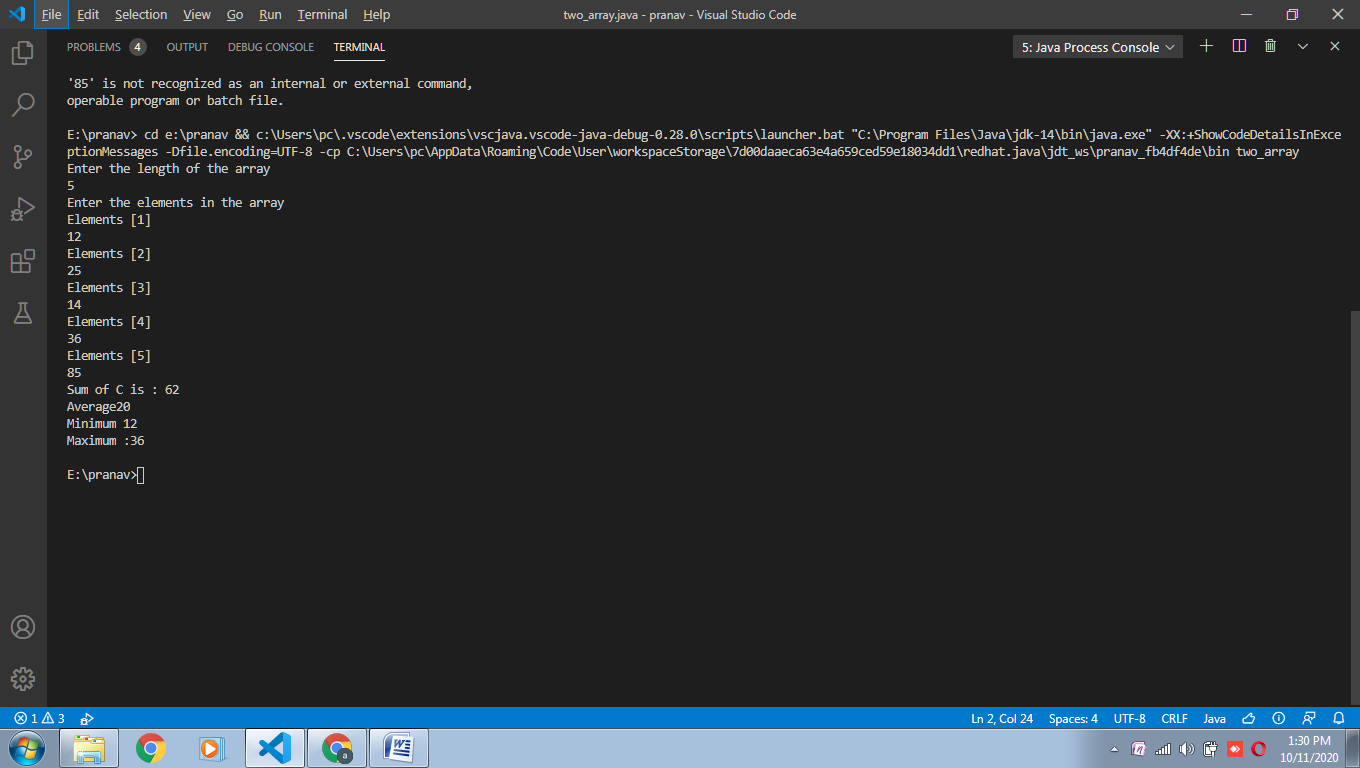 File Edit Selection View Go Run Terminal Help two_array.java - pranav - Visual Studio Code
PROBLEMS 4 OUTPUT DEBUG CONSOLE TERMINAL 5: Java Process Console
'85' is not recognized as an internal or external command,
operable program or batch file.
E:\pranav> cd e:\pranav && c:\Users\pc\.vscode\extensions\vscjava.vscode-java-debug-0.28.0\scripts\launcher.bat "C:\Program Files\Java\jdk-14\bin\java.exe" -XX:+ShowCodeDetailsInExce
ptionMessages -Dfile.encoding=UTF-8 -cp C:\Users\pc\AppData\Roaming\Code\User\workspaceStorage\7d00daaeca63e4a659ced59e18034dd1\redhat.java\jdt_ws\pranav_fb4df4de\bin two_array
Enter the length of the array
5
Enter the elements in the array
Elements [1]
12
Elements [2]
25
Elements [3]
14
Elements [4]
36
Elements [5]
85
Sum of C is : 62
Average20
Minimum 12
Maximum :36
E:\pranav>
1 3 Ln 2, Col 24 Spaces: 4 UTF-8 CRLF Java
a
W
1:30 PM
10/11/2020